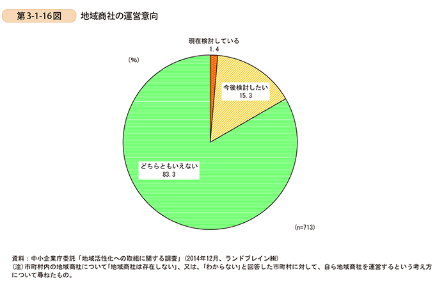 第3-1-16図 地域商社の運営意向
現在検討している
1.4
(%)
今後検討したい
15.3
どちらともいえない
83.3
(n=713)
資料：中小企業庁委託「地域活性化への取組に関する調査」(2014年12月、ランドブレイン㈱)
(注)市町村内の地域商社について「地域商社は存在しない」、又は、「わからない」と回答した市町村に対して、自ら地域商社を運営するという考え方
について尋ねたもの。